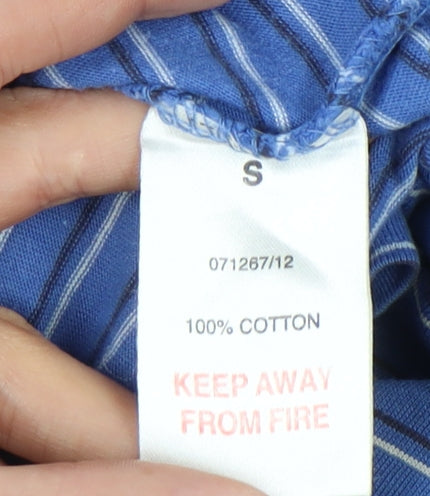 S
071267/12
100% COTTON
KEEP AWAY
FROM FIRE